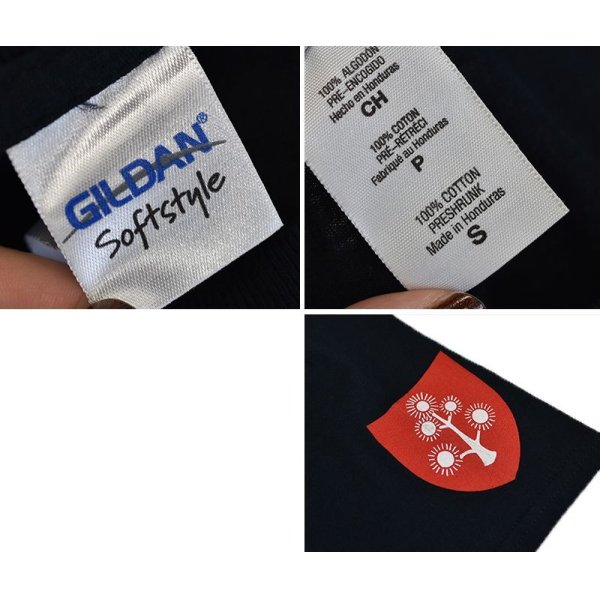 GILDAN®
Softstyle
100% ALGODÓN
PRE-ENCOGIDO
Hecho en Honduras
CH
100% COTON
PRÉ-RÉTRÉCI
Fabriqué au Honduras
P
100% COTTON
PRESHRUNK
Made in Honduras
S